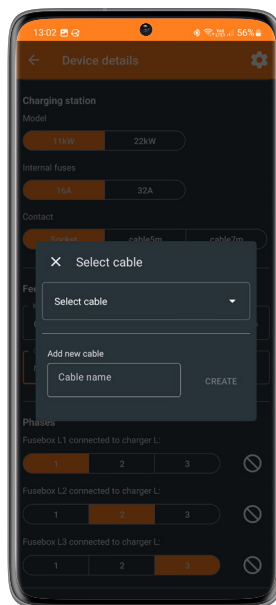 13:02 56%
Device details
Charging station
Model
11kW 22kW
Internal fuses
16A 32A
Contact
Socket cable5m cable7m
Select cable
Select cable
Add new cable
Cable name CREATE
Phases
Fusebox L1 connected to charger L:
1 2 3
Fusebox L2 connected to charger L:
1 2 3
Fusebox L3 connected to charger L:
1 2 3